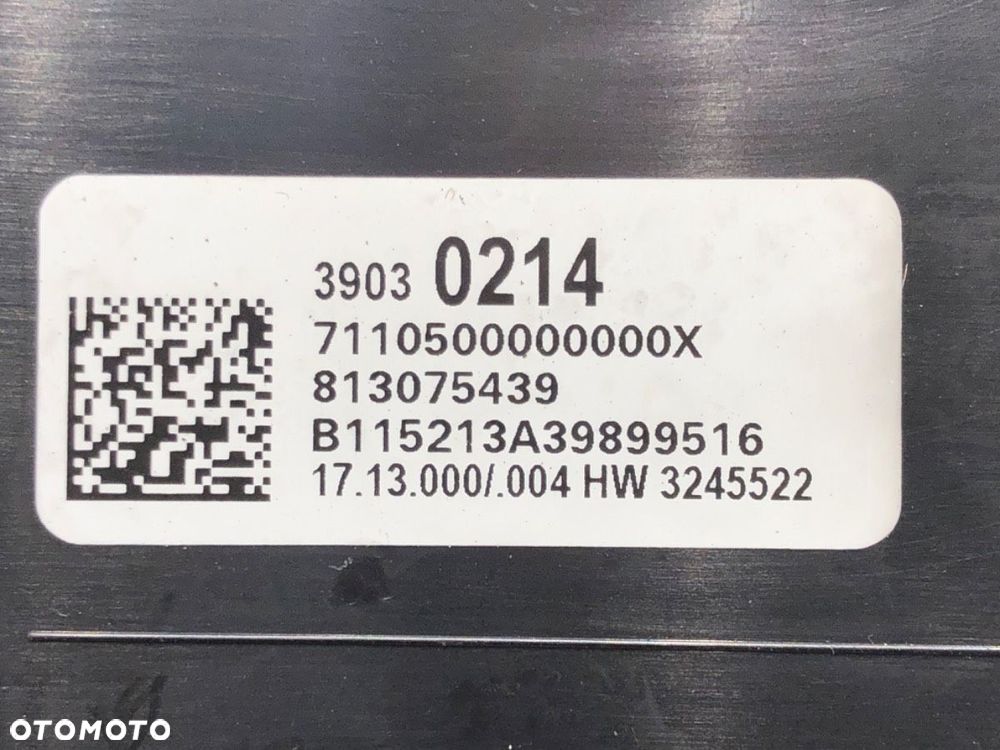 3903 0214
7110500000000X
813075439
B115213A39899516
17.13.000/.004 HW 3245522
OTOMOTO